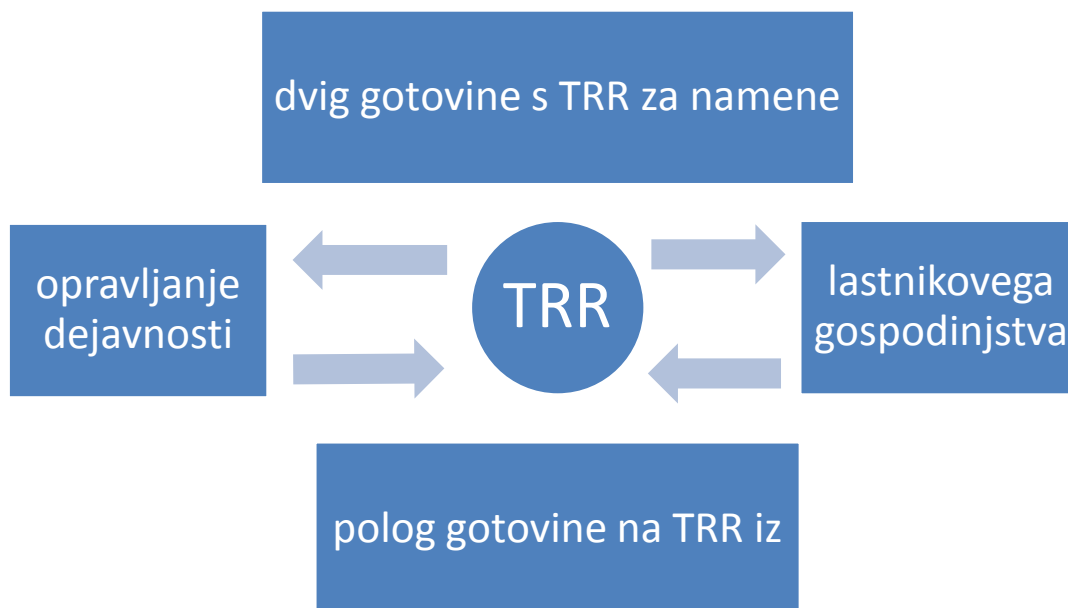 dvig gotovine s TRR za namene
opravljanje
dejavnosti
TRR
lastnikovega
gospodinjstva
polog gotovine na TRR iz